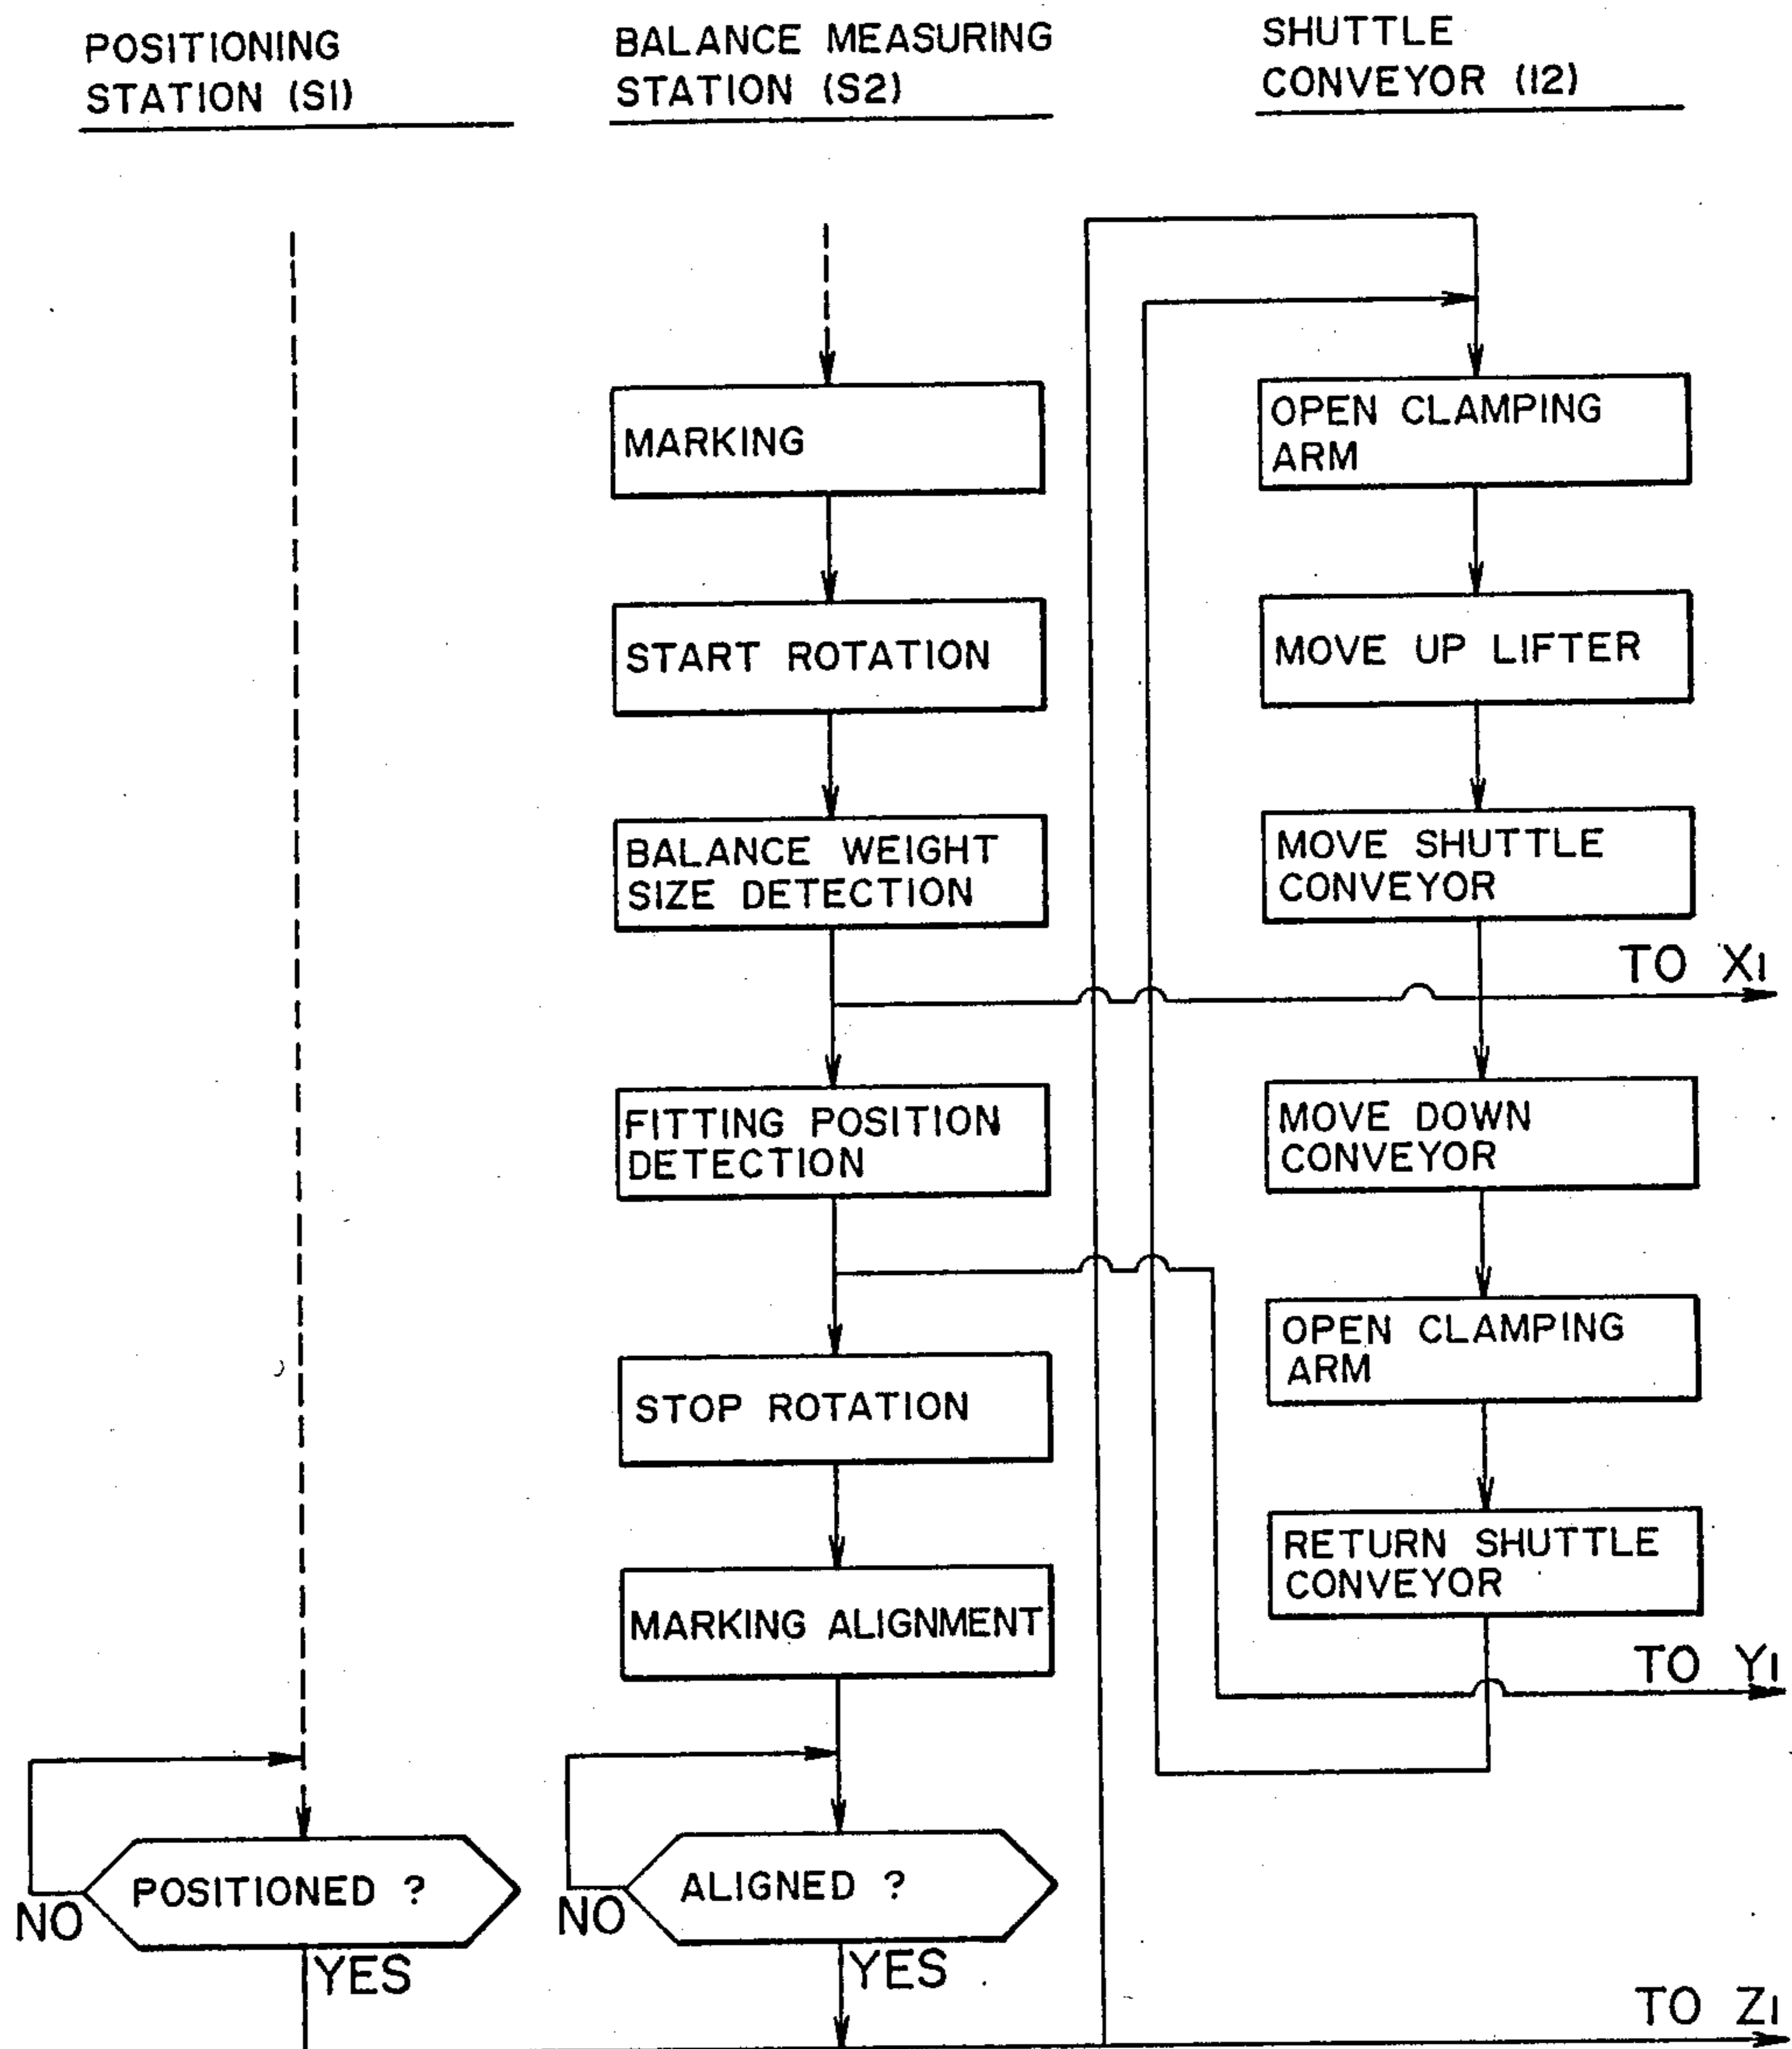 POSITIONING
STATION (S1)
BALANCE MEASURING
STATION (S2)
SHUTTLE
CONVEYOR (12)
MARKING
START ROTATION
BALANCE WEIGHT
SIZE DETECTION
FITTING POSITION
DETECTION
STOP ROTATION
MARKING ALIGNMENT
OPEN CLAMPING
ARM
MOVE UP LIFTER
MOVE SHUTTLE
CONVEYOR
TO X1
MOVE DOWN
CONVEYOR
OPEN CLAMPING
ARM
RETURN SHUTTLE
CONVEYOR
TO Y1
POSITIONED ?
NO
YES
ALIGNED ?
NO
YES
TO Z1